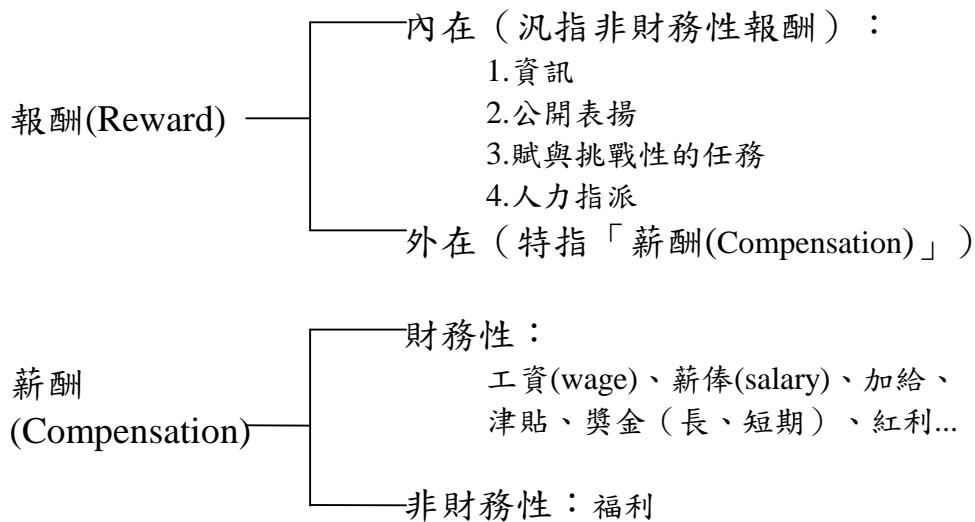 內在（汎指非財務性報酬）：
1.資訊
2.公開表揚
報酬(Reward)
3.賦與挑戰性的任務
4.人力指派
外在（特指「薪酬(Compensation)」）
財務性：
工資(wage)、薪俸(salary)、加給、
薪酬
(Compensation)
津貼、獎金（長、短期）、紅利...
非財務性：福利